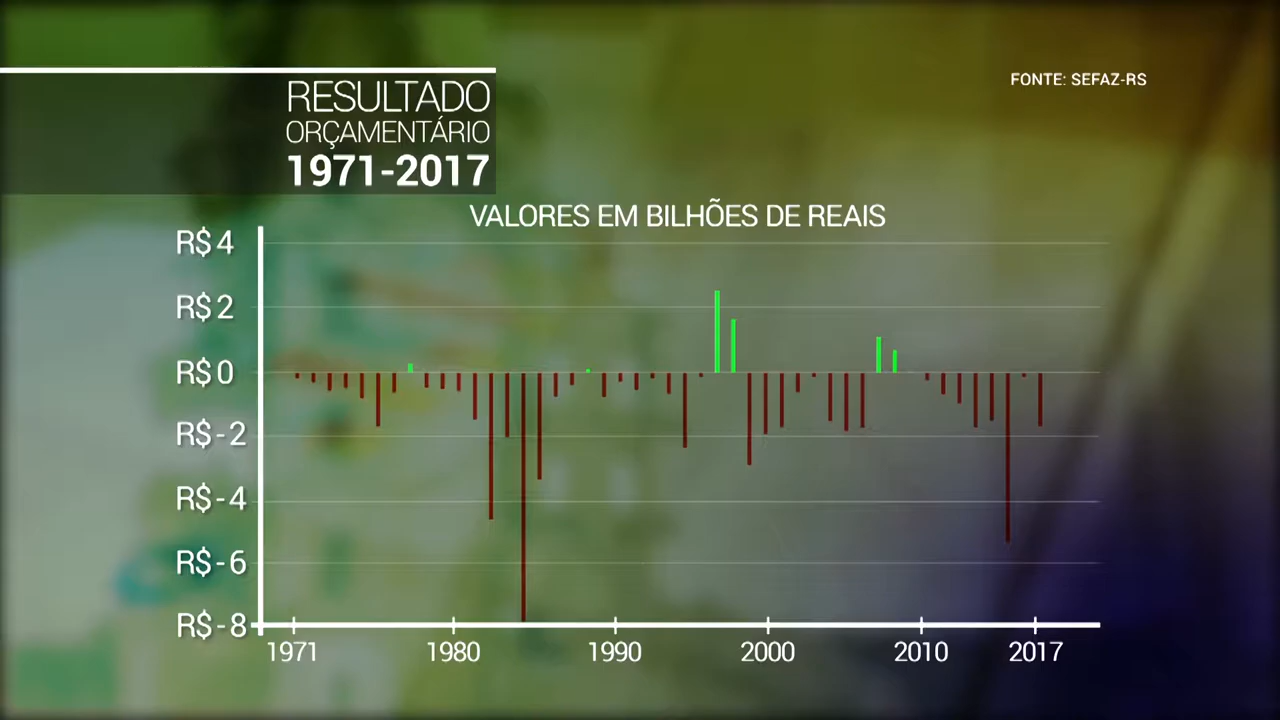 RESULTADO
ORÇAMENTÁRIO
1971-2017
FONTE: SEFAZ-RS
VALORES EM BILHÕES DE REAIS
R$ 4
R$ 2
R$ 0
R$ - 2
R$ - 4
R$ - 6
R$ - 8
1971 1980 1990 2000 2010 2017